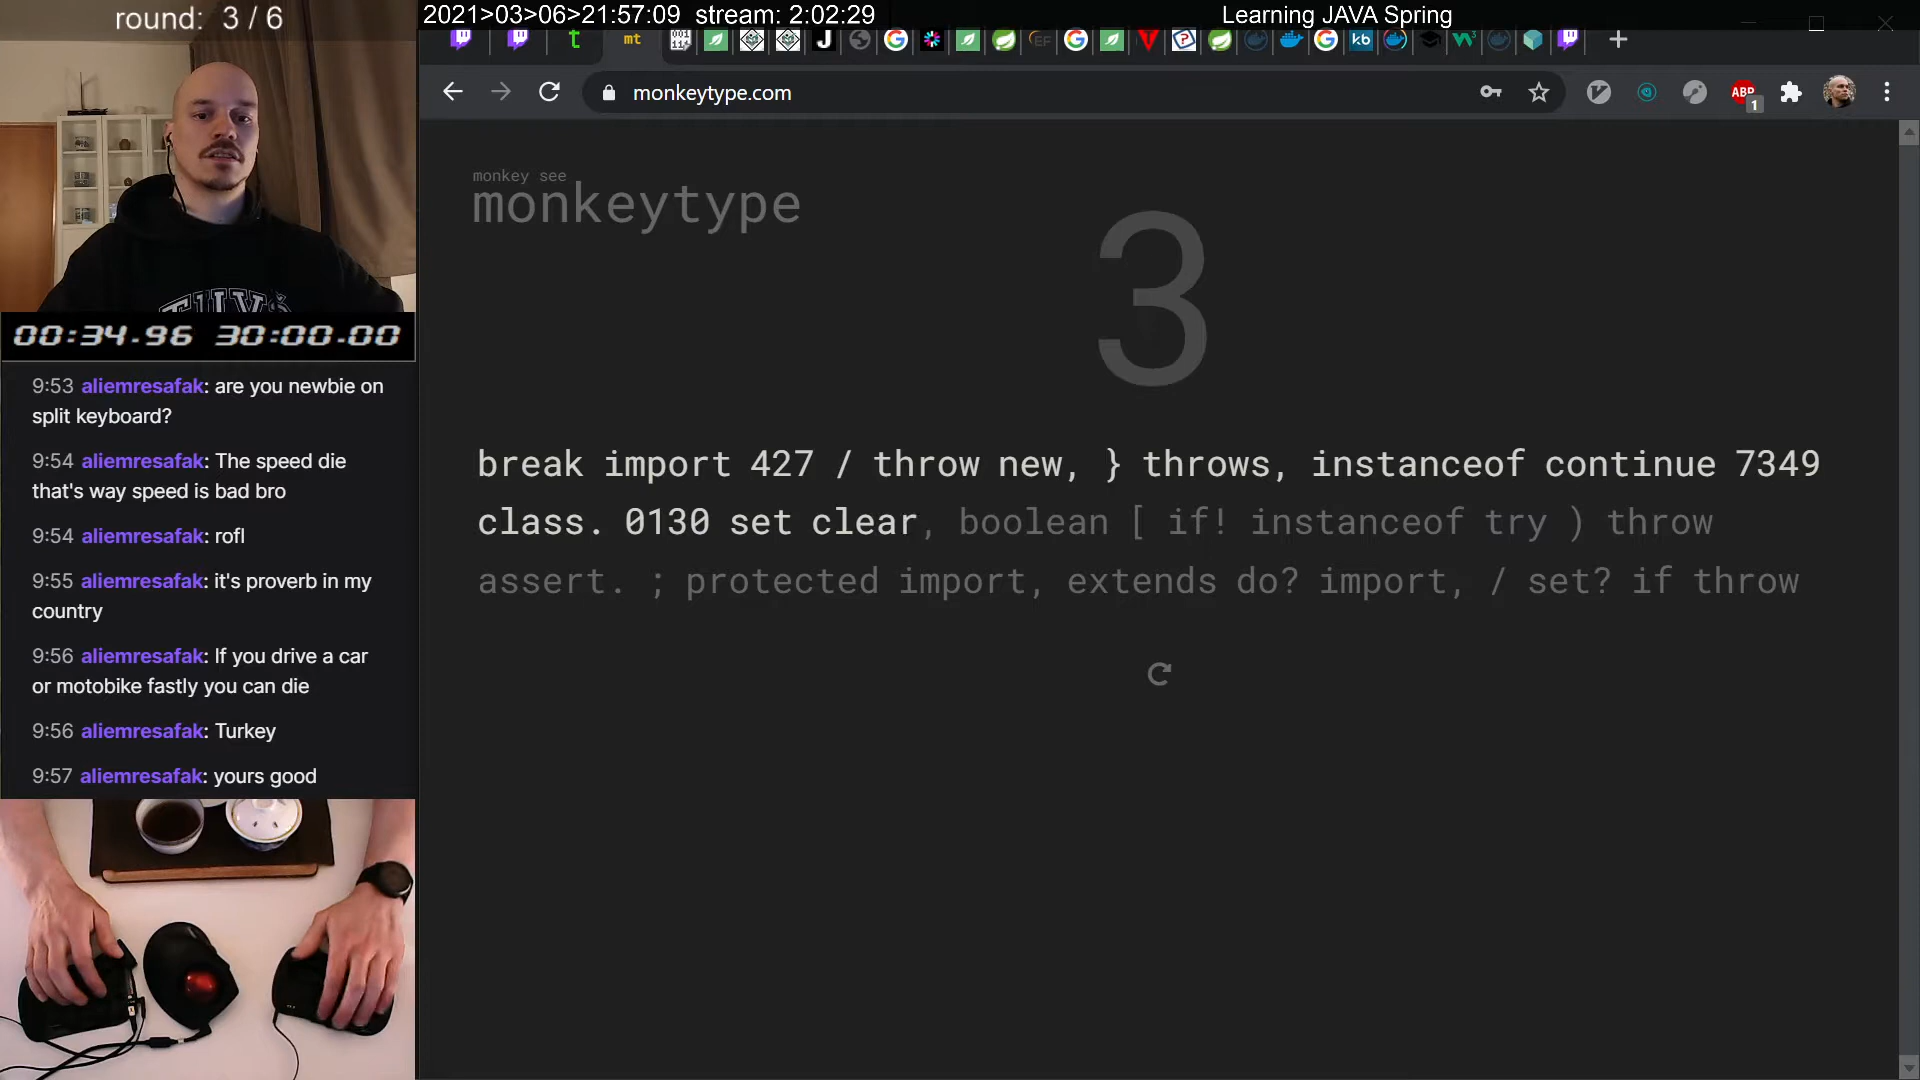 round: 3 / 6
2021>03>06>21:57:09 stream: 2:02:29
Learning JAVA Spring
monkeytype.com
ABP
1
monkey see
monkeytype
3
00:34.96 30:00.00
break import 427 / throw new, } throws, instanceof continue 7349
class. 0130 set clear, boolean [ if! instanceof try ) throw
assert. ; protected import, extends do? import, / set? if throw
9:53 aliemresafak: are you newbie on
split keyboard?
9:54 aliemresafak: The speed die
that's way speed is bad bro
9:54 aliemresafak: rofl
9:55 aliemresafak: it's proverb in my
country
9:56 aliemresafak: If you drive a car
or motobike fastly you can die
9:56 aliemresafak: Turkey
9:57 aliemresafak: yours good